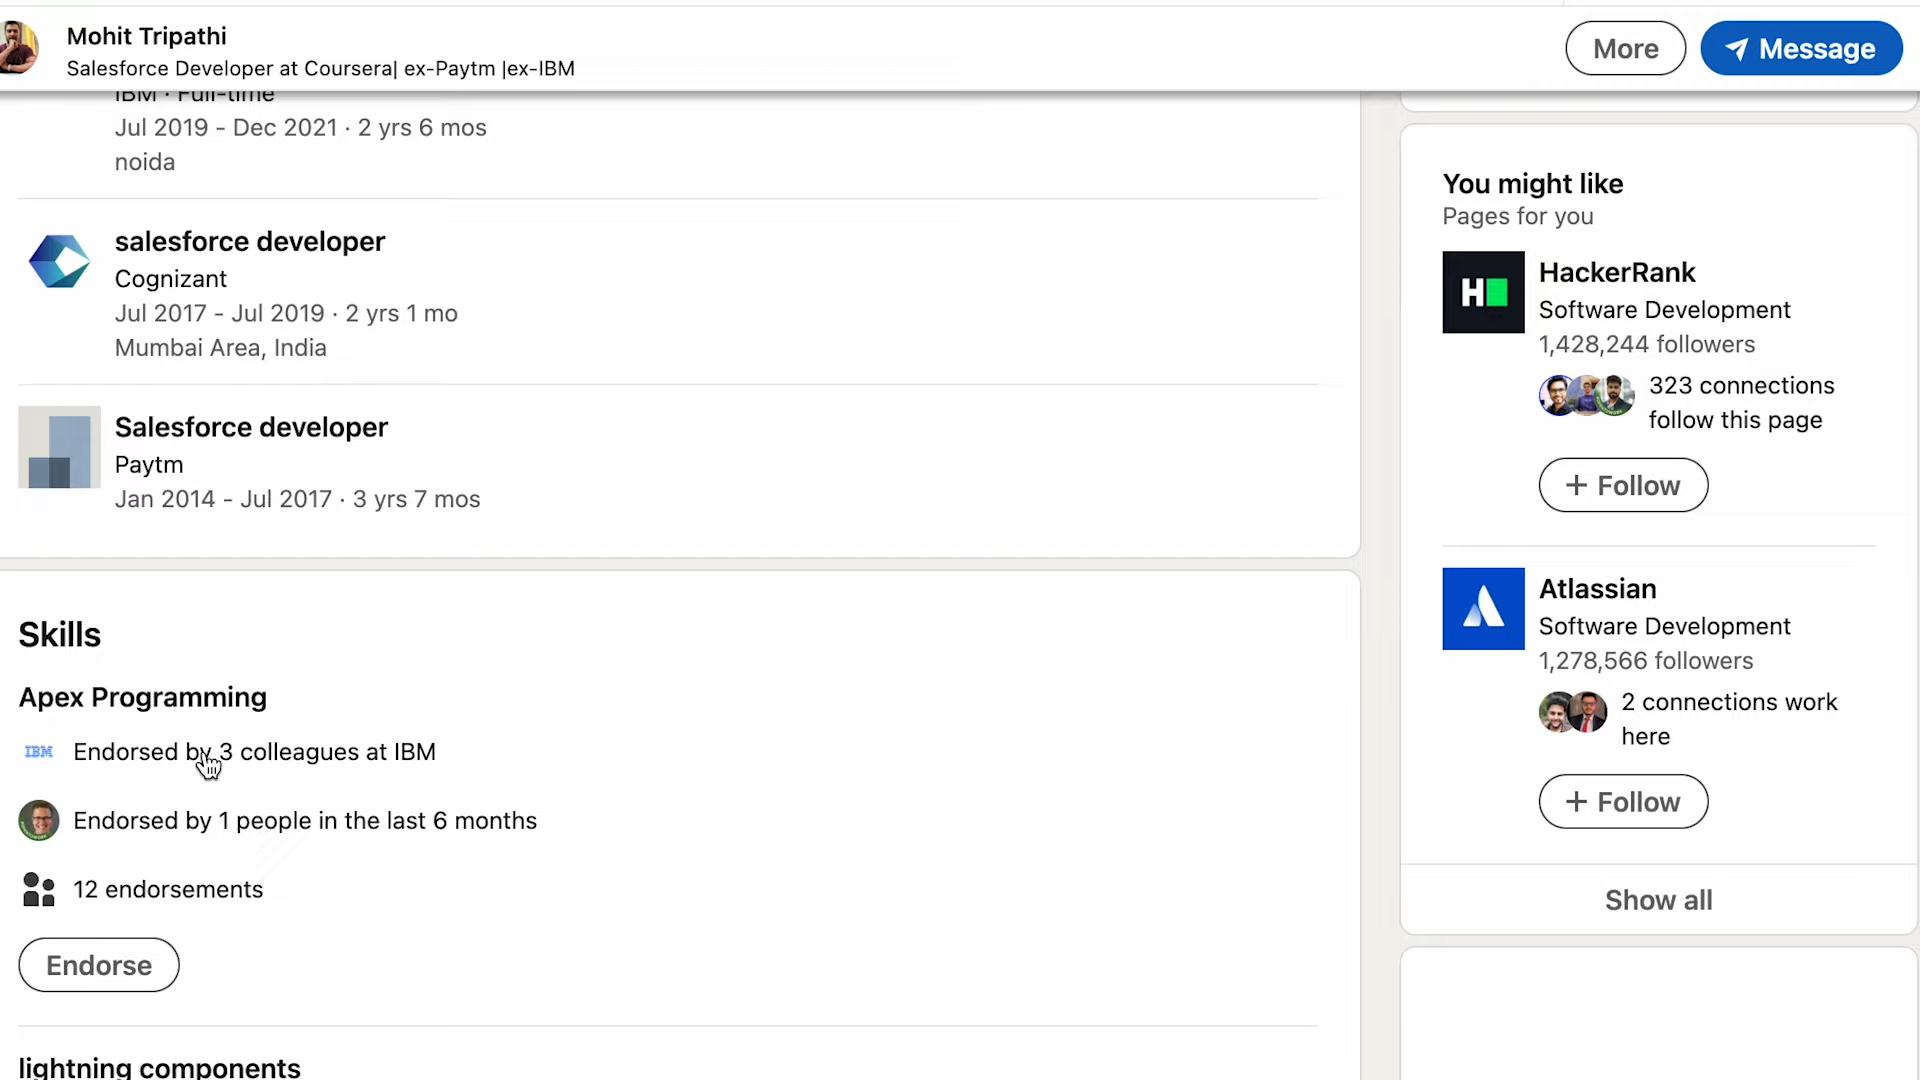 Mohit Tripathi
Salesforce Developer at Coursera| ex-Paytm |ex-IBM
More
Message
IBM · Full-time
Jul 2019 - Dec 2021 · 2 yrs 6 mos
noida
salesforce developer
Cognizant
Jul 2017 - Jul 2019 · 2 yrs 1 mo
Mumbai Area, India
Salesforce developer
Paytm
Jan 2014 - Jul 2017 · 3 yrs 7 mos
Skills
Apex Programming
IBM Endorsed by 3 colleagues at IBM
Endorsed by 1 people in the last 6 months
12 endorsements
Endorse
lightning components
You might like
Pages for you
H
HackerRank
Software Development
1,428,244 followers
323 connections
follow this page
+ Follow
Atlassian
Software Development
1,278,566 followers
2 connections work
here
+ Follow
Show all